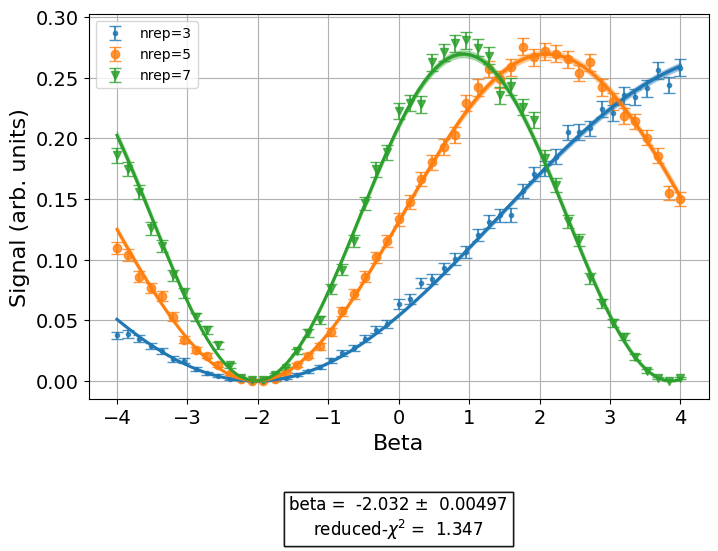 0.30
0.25
0.20
0.15
0.10
0.05
0.00
Signal (arb. units)
nrep=3
nrep=5
nrep=7
−4 −3 −2 −1 0 1 2 3 4
Beta
beta = -2.032 ± 0.00497
reduced-χ² = 1.347